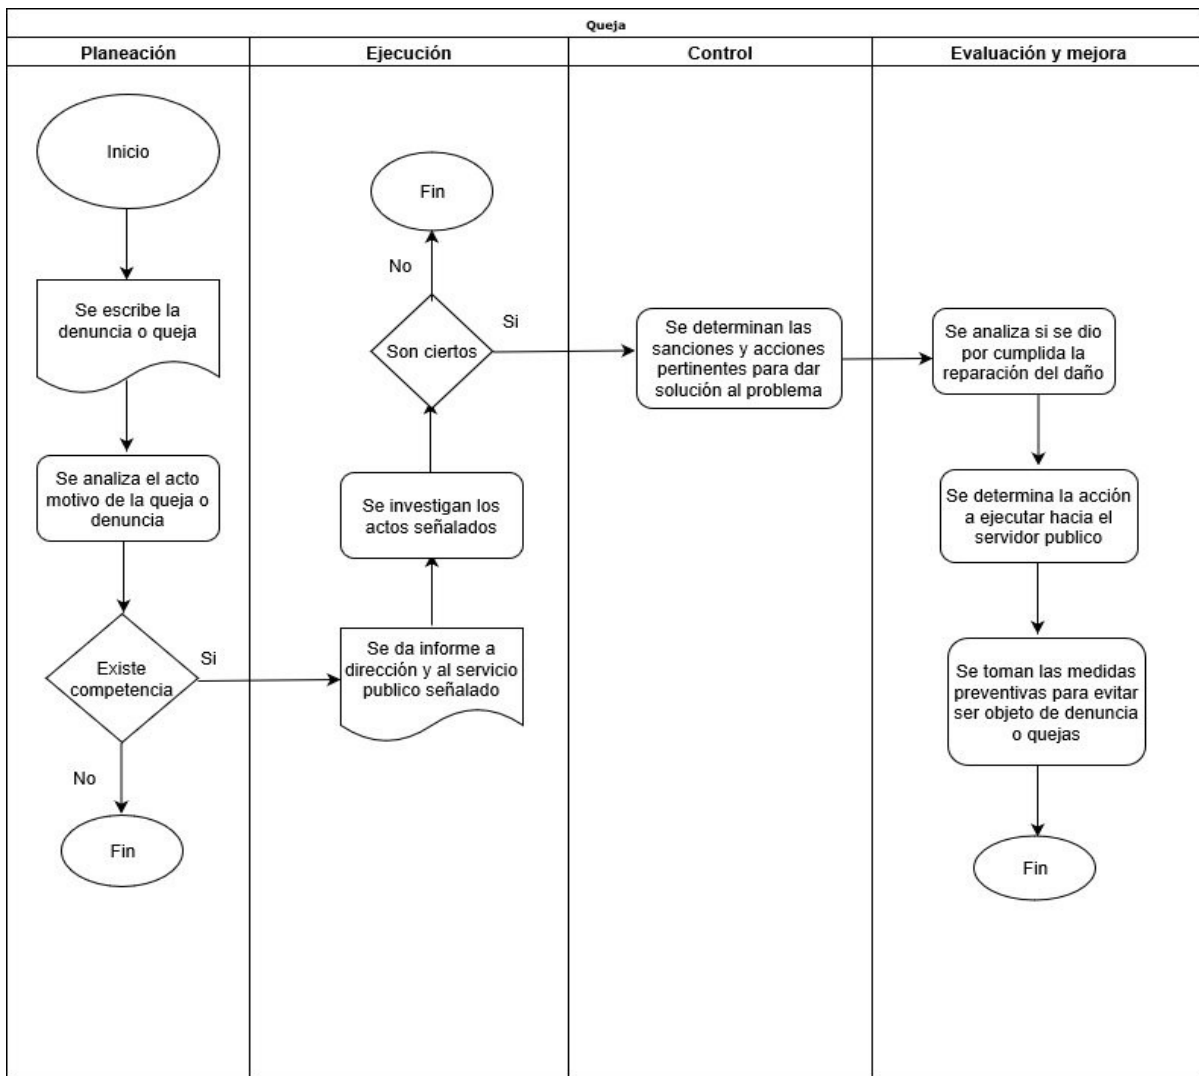 Queja
Planeación
Ejecución
Control
Evaluación y mejora
Inicio
Se escribe la
denuncia o queja
Se analiza el acto
motivo de la queja o
denuncia
Existe
competencia
Si
No
Fin
Fin
No
Son ciertos
Si
Se investigan los
actos señalados
Se da informe a
dirección y al servicio
publico señalado
Se determinan las
sanciones y acciones
pertinentes para dar
solución al problema
Se analiza si se dio
por cumplida la
reparación del daño
Se determina la acción
a ejecutar hacia el
servidor publico
Se toman las medidas
preventivas para evitar
ser objeto de denuncia
o quejas
Fin